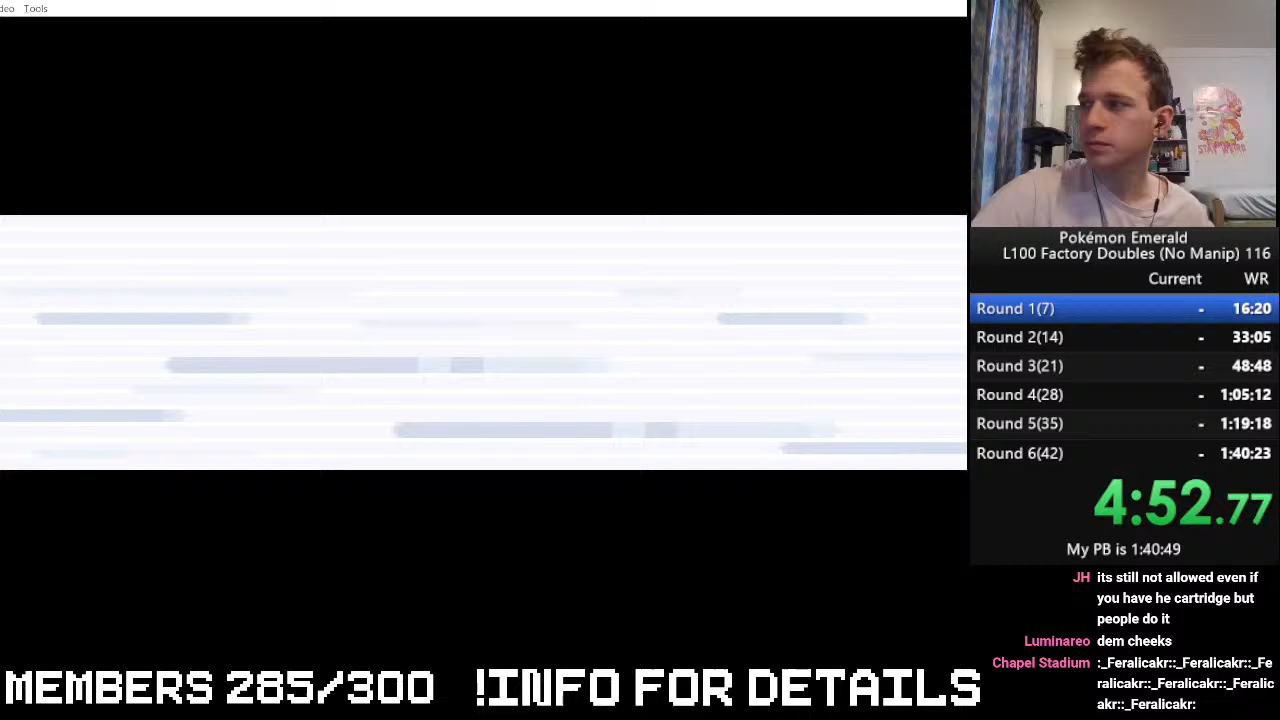 deo Tools
STAY WEIRD
Pokémon Emerald
L100 Factory Doubles (No Manip) 116
Current WR
Round 1(7) - 16:20
Round 2(14) - 33:05
Round 3(21) - 48:48
Round 4(28) - 1:05:12
Round 5(35) - 1:19:18
Round 6(42) - 1:40:23
4:52.77
My PB is 1:40:49
JH its still not allowed even if
you have he cartridge but
people do it
Luminareo dem cheeks
Chapel Stadium :_Feralicakr::_Feralicakr::_Fe
ralicakr::_Feralicakr::_Feralic
akr::_Feralicakr:
MEMBERS 285/300 !INFO FOR DETAILS